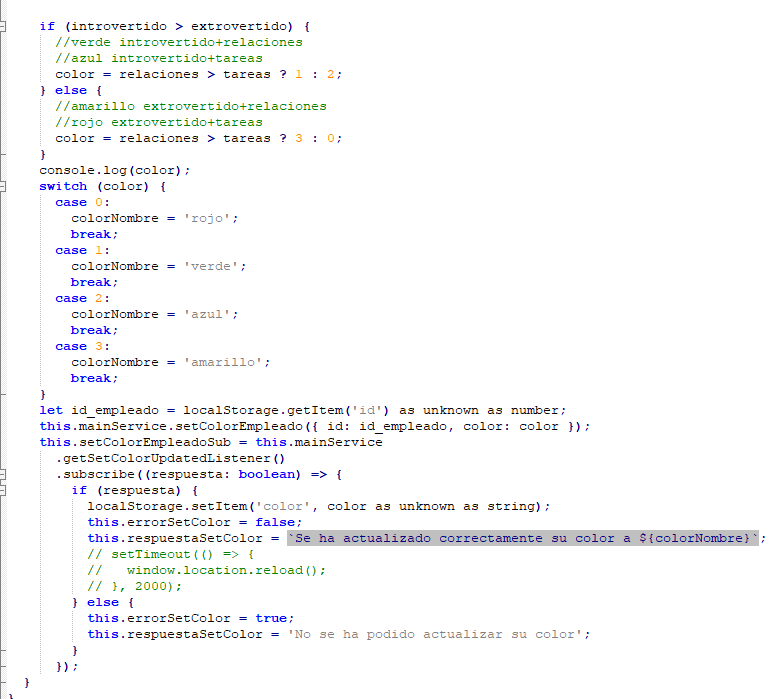 if (introvertido > extrovertido) {
//verde introvertido+relaciones
//azul introvertido+tareas
color = relaciones > tareas ? 1 : 2;
} else {
//amarillo extrovertido+relaciones
//rojo extrovertido+tareas
color = relaciones > tareas ? 3 : 0;
}
console.log(color);
switch (color) {
case 0:
colorNombre = 'rojo';
break;
case 1:
colorNombre = 'verde';
break;
case 2:
colorNombre = 'azul';
break;
case 3:
colorNombre = 'amarillo';
break;
}
let id_empleado = localStorage.getItem('id') as unknown as number;
this.mainService.setColorEmpleado({ id: id_empleado, color: color });
this.setColorEmpleadoSub = this.mainService
.getSetColorUpdatedListener()
.subscribe((respuesta: boolean) => {
if (respuesta) {
localStorage.setItem('color', color as unknown as string);
this.errorSetColor = false;
this.respuestaSetColor = `Se ha actualizado correctamente su color a ${colorNombre}`;
// setTimeout(() => {
//   window.location.reload();
// }, 2000);
} else {
this.errorSetColor = true;
this.respuestaSetColor = 'No se ha podido actualizar su color';
}
});
}
}